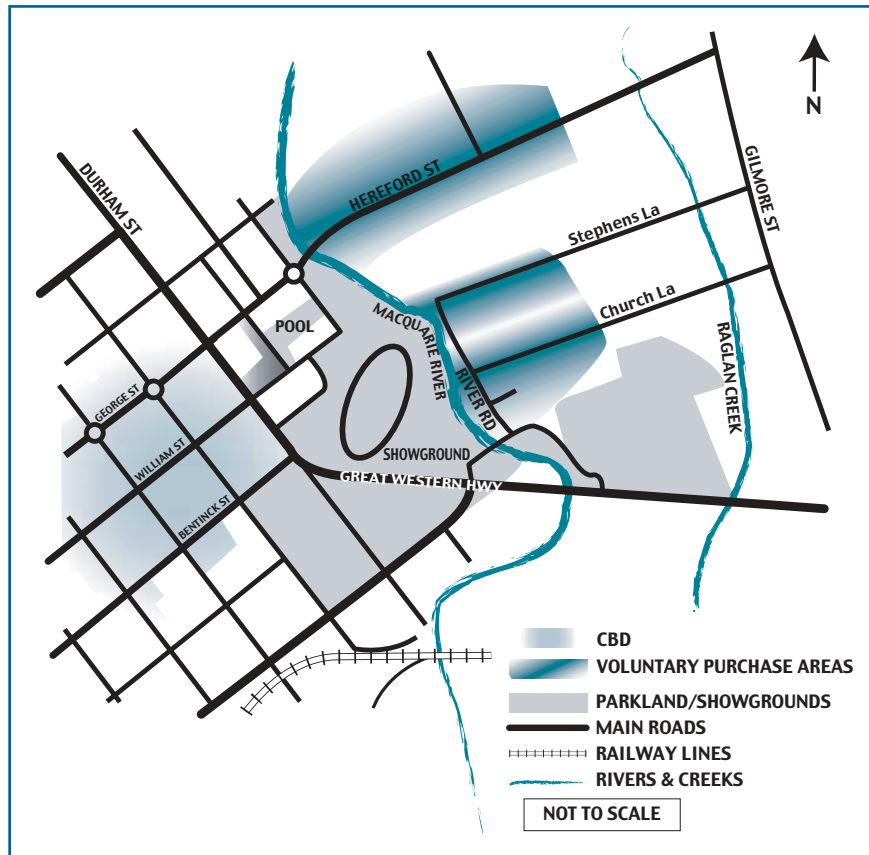 N
DURHAM ST
HEREFORD ST
GILMORE ST
Stephens La
Church La
POOL
MACQUARIE RIVER
RIVER RD
RAGLAN CREEK
GEORGE ST
WILLIAM ST
BENTINCK ST
SHOWGROUND
GREAT WESTERN HWY
CBD
VOLUNTARY PURCHASE AREAS
PARKLAND/SHOWGROUNDS
MAIN ROADS
RAILWAY LINES
RIVERS & CREEKS
NOT TO SCALE